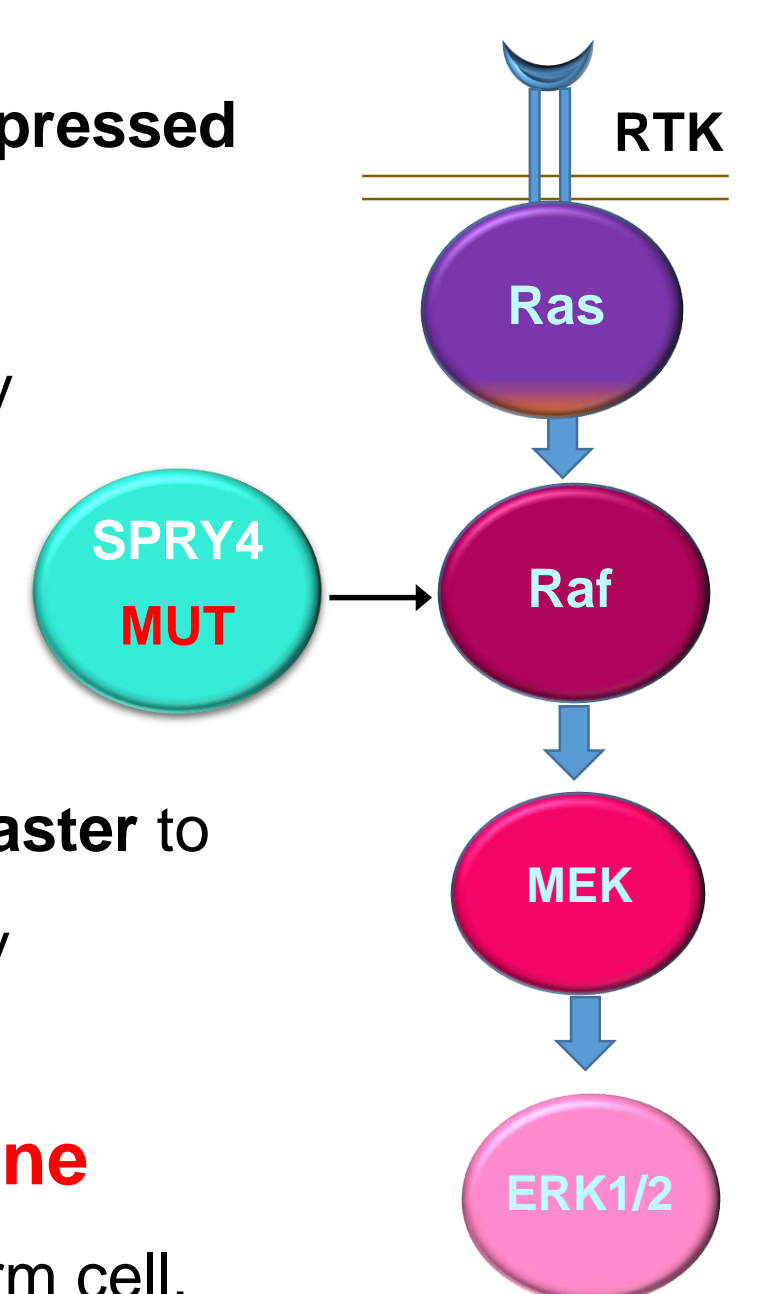 pressed
RTK
Ras
y
SPRY4
MUT
Raf
aster to
MEK
y
ne
ERK1/2
rm cell.